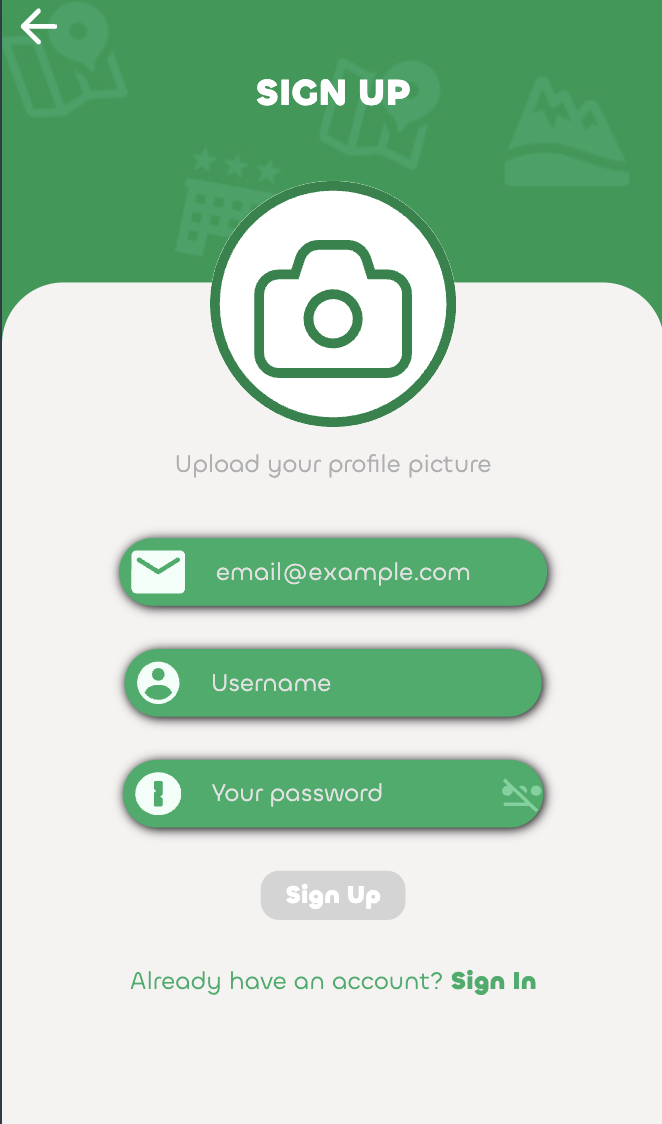 SIGN UP
Upload your profile picture
email@example.com
Username
Your password
Sign Up
Already have an account? Sign In